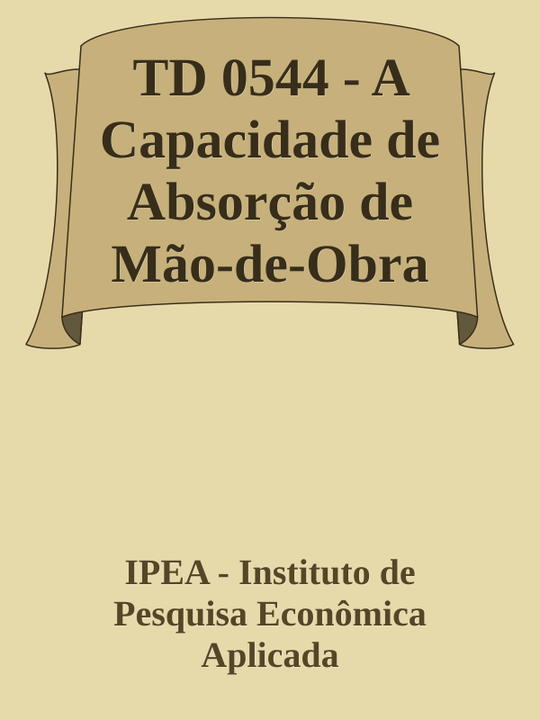 TD 0544 - A
Capacidade de
Absorção de
Mão-de-Obra
IPEA - Instituto de
Pesquisa Econômica
Aplicada